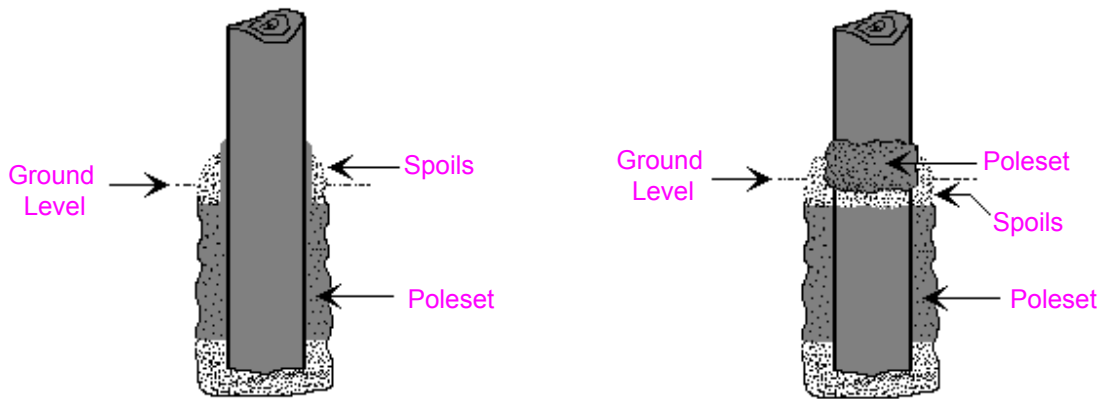 Ground
Level
Spoils
Poleset
Ground
Level
Poleset
Spoils
Poleset